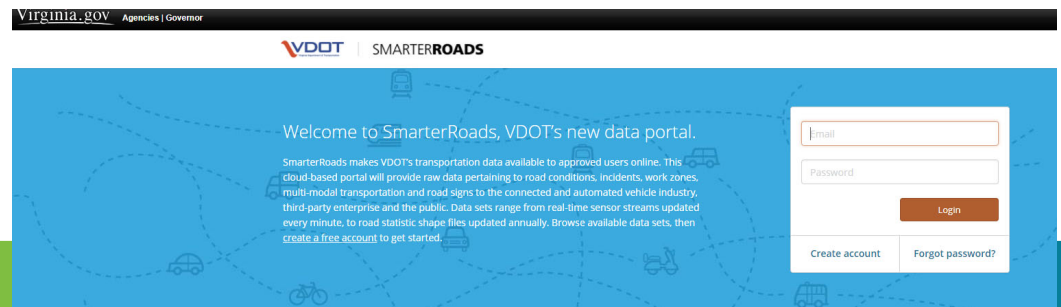 Virginia.gov Agencies | Governor
VDOT SMARTERROADS
Welcome to SmarterRoads, VDOT's new data portal.
SmarterRoads makes VDOT's transportation data available to approved users online. This
cloud-based portal will provide raw data pertaining to road conditions, incidents, work zones,
multi-modal transportation and road signs to the connected and automated vehicle industry,
third-party enterprise and the public. Data sets range from real-time sensor streams updated
every minute, to road statistic shape files updated annually. Browse available data sets, then
create a free account to get started.
Email
Password
Login
Create account Forgot password?